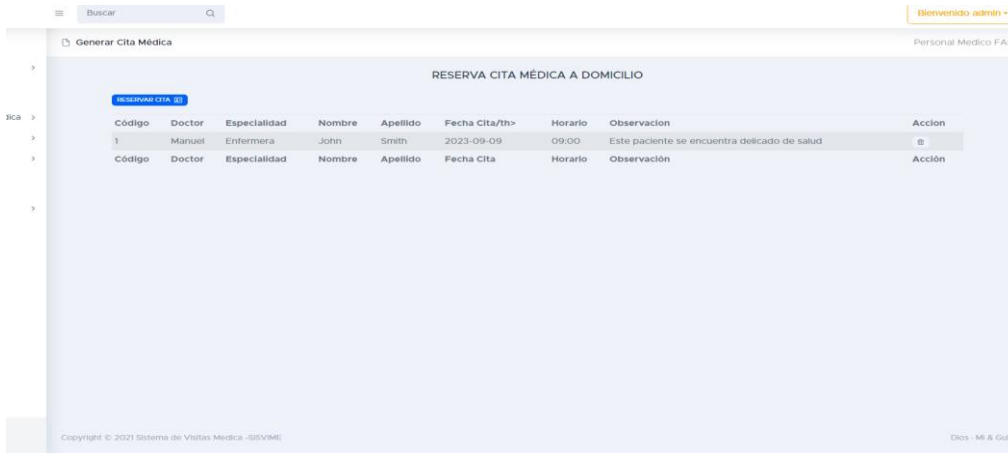 Buscar Bienvenido admin
Generar Cita Médica Personal Medico FA
RESERVA CITA MÉDICA A DOMICILIO
RESERVAR CITA
dica
Código Doctor Especialidad Nombre Apellido Fecha Cita/th> Horario Observacion Accion
1 Manuel Enfermera John Smith 2023-09-09 09:00 Este paciente se encuentra delicado de salud
Código Doctor Especialidad Nombre Apellido Fecha Cita Horario Observación Acción
Copyright © 2021 Sistema de Visitas Medica -SISVIME Dios - Mi & Gui